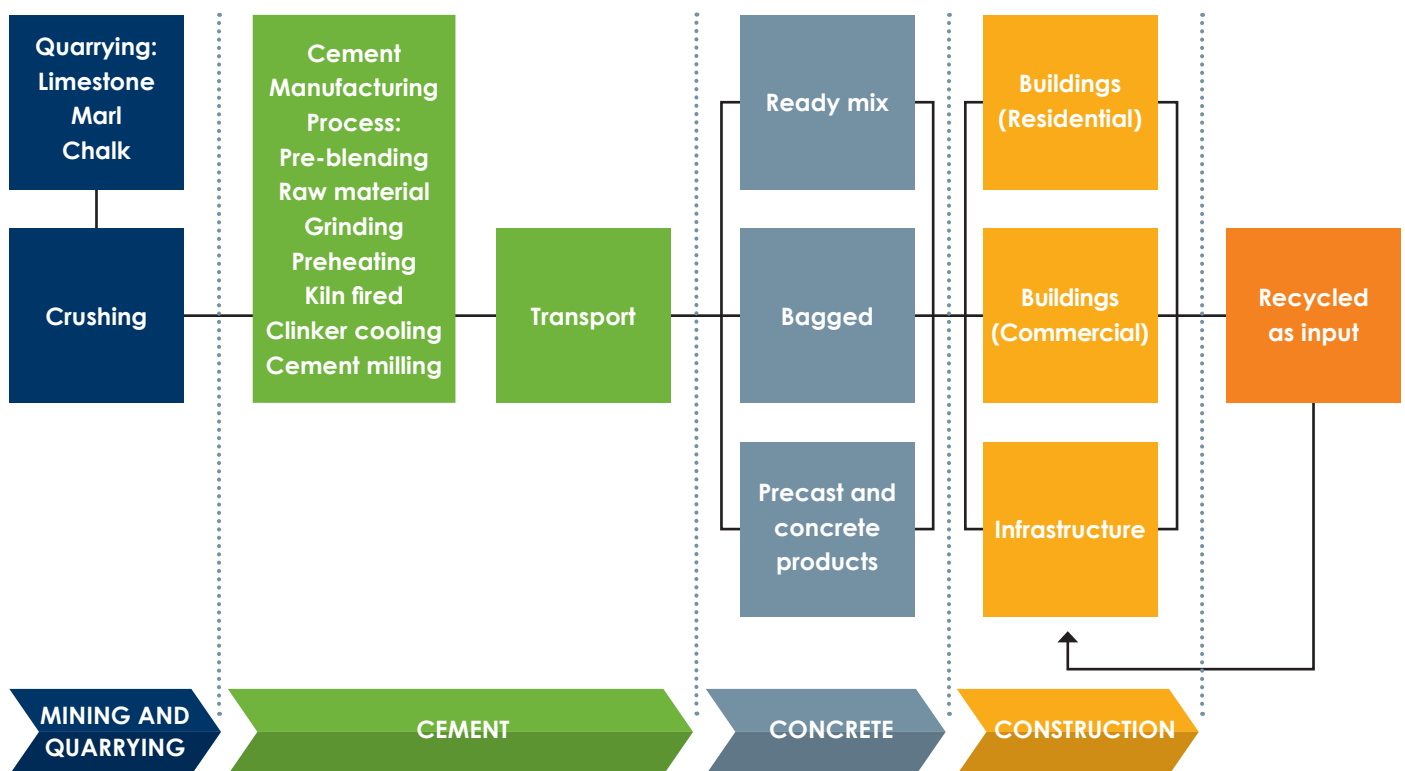 Quarrying:
Limestone
Marl
Chalk
Crushing
Cement
Manufacturing
Process:
Pre-blending
Raw material
Grinding
Preheating
Kiln fired
Clinker cooling
Cement milling
Transport
Ready mix
Bagged
Precast and
concrete
products
Buildings
(Residential)
Buildings
(Commercial)
Infrastructure
Recycled
as input
MINING AND
QUARRYING
CEMENT
CONCRETE
CONSTRUCTION